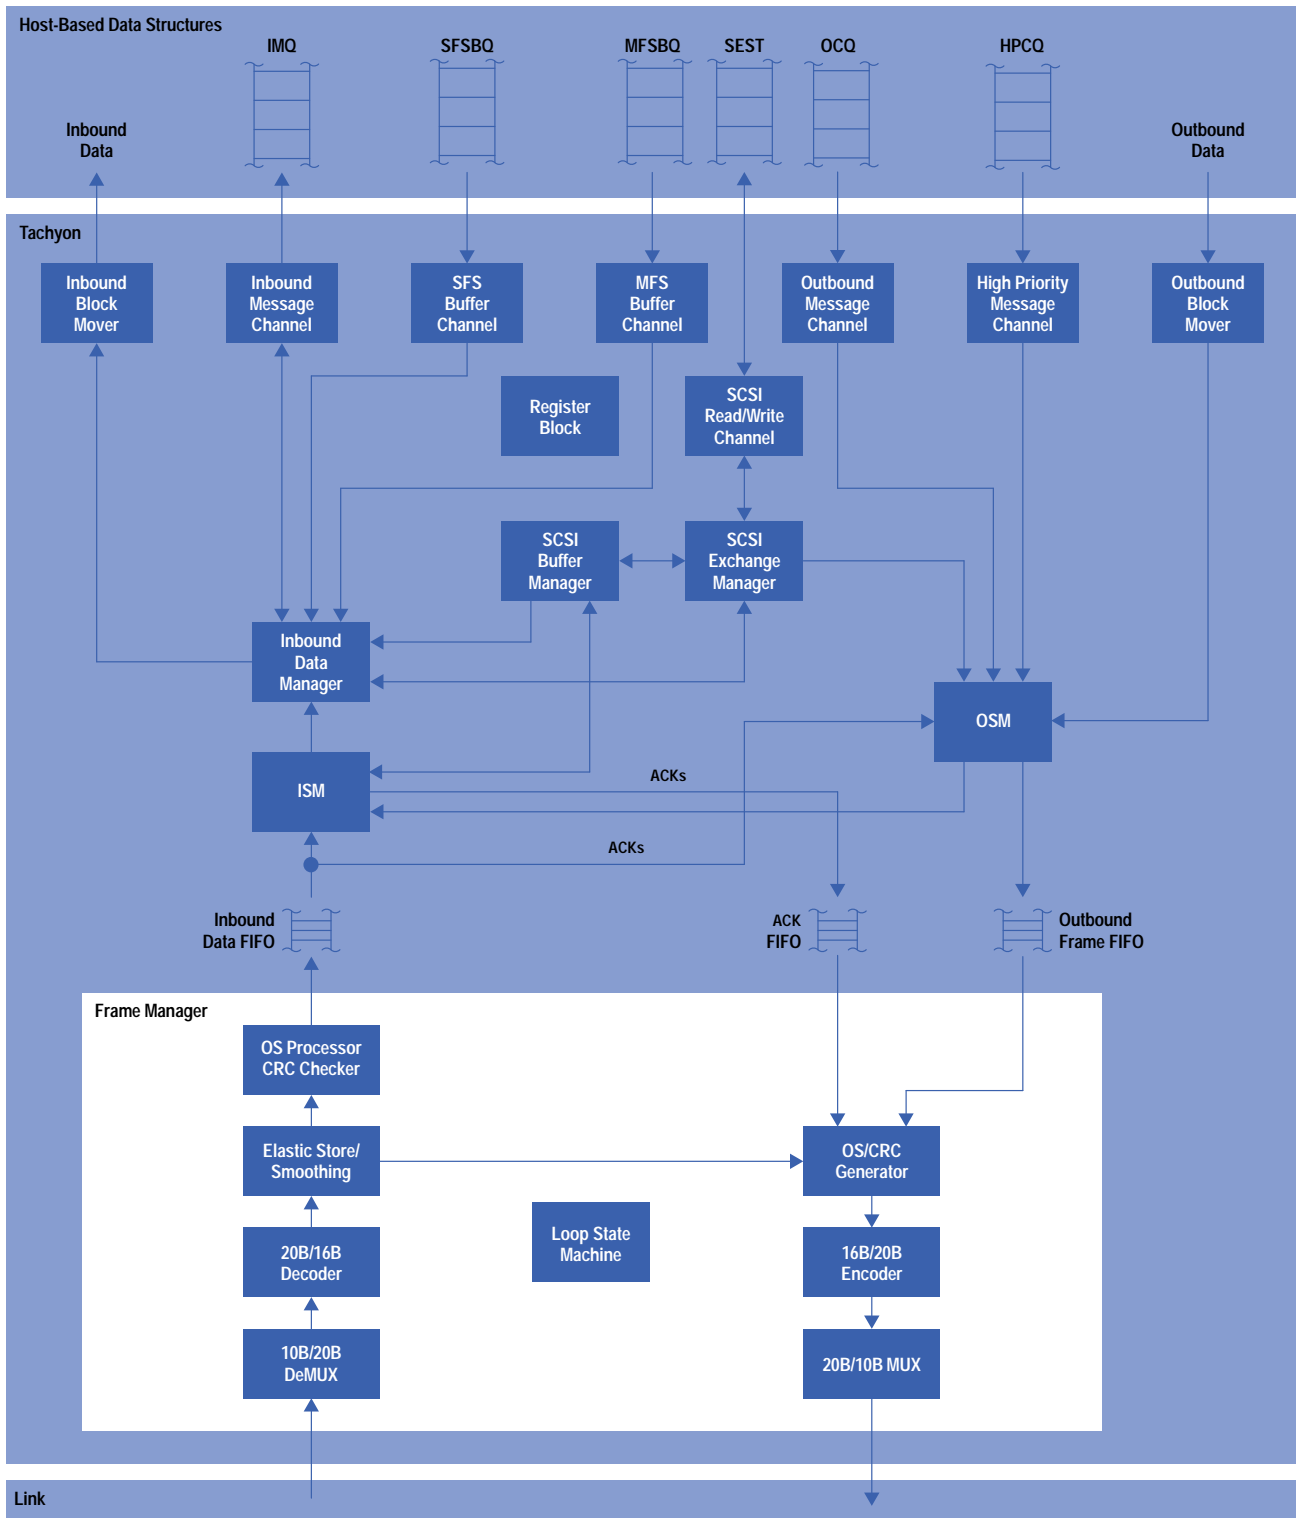 Host-Based Data Structures
IMQ
SFSBQ
MFSBQ
SEST
OCQ
HPCQ
Inbound
Data
Outbound
Data
Tachyon
Inbound
Block
Mover
Inbound
Message
Channel
SFS
Buffer
Channel
MFS
Buffer
Channel
Outbound
Message
Channel
High Priority
Message
Channel
Outbound
Block
Mover
Register
Block
SCSI
Read/Write
Channel
SCSI
Buffer
Manager
SCSI
Exchange
Manager
Inbound
Data
Manager
OSM
ISM
ACKs
ACKs
Inbound
Data FIFO
ACK
FIFO
Outbound
Frame FIFO
Frame Manager
OS Processor
CRC Checker
Elastic Store/
Smoothing
OS/CRC
Generator
Loop State
Machine
20B/16B
Decoder
16B/20B
Encoder
10B/20B
DeMUX
20B/10B MUX
Link